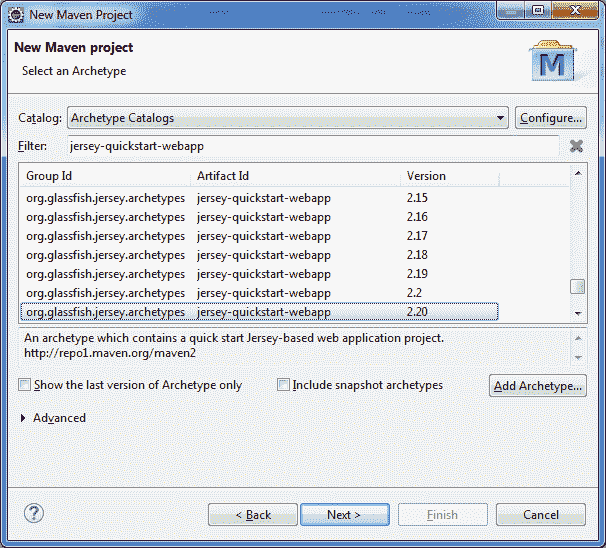 New Maven Project
New Maven project
Select an Archetype
M
Catalog: Archetype Catalogs Configure...
Filter: jersey-quickstart-webapp
Group Id Artifact Id Version
org.glassfish.jersey.archetypes jersey-quickstart-webapp 2.15
org.glassfish.jersey.archetypes jersey-quickstart-webapp 2.16
org.glassfish.jersey.archetypes jersey-quickstart-webapp 2.17
org.glassfish.jersey.archetypes jersey-quickstart-webapp 2.18
org.glassfish.jersey.archetypes jersey-quickstart-webapp 2.19
org.glassfish.jersey.archetypes jersey-quickstart-webapp 2.2
org.glassfish.jersey.archetypes jersey-quickstart-webapp 2.20
An archetype which contains a quick start Jersey-based web application project.
http://repo1.maven.org/maven2
Show the last version of Archetype only Include snapshot archetypes Add Archetype...
Advanced
? < Back Next > Finish Cancel